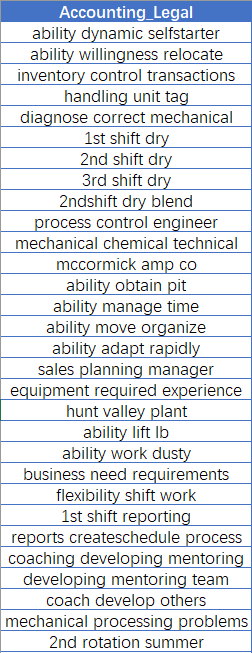 Accounting_Legal
ability dynamic selfstarter
ability willingness relocate
inventory control transactions
handling unit tag
diagnose correct mechanical
1st shift dry
2nd shift dry
3rd shift dry
2ndshift dry blend
process control engineer
mechanical chemical technical
mccormick amp co
ability obtain pit
ability manage time
ability move organize
ability adapt rapidly
sales planning manager
equipment required experience
hunt valley plant
ability lift lb
ability work dusty
business need requirements
flexibility shift work
1st shift reporting
reports createschedule process
coaching developing mentoring
developing mentoring team
coach develop others
mechanical processing problems
2nd rotation summer